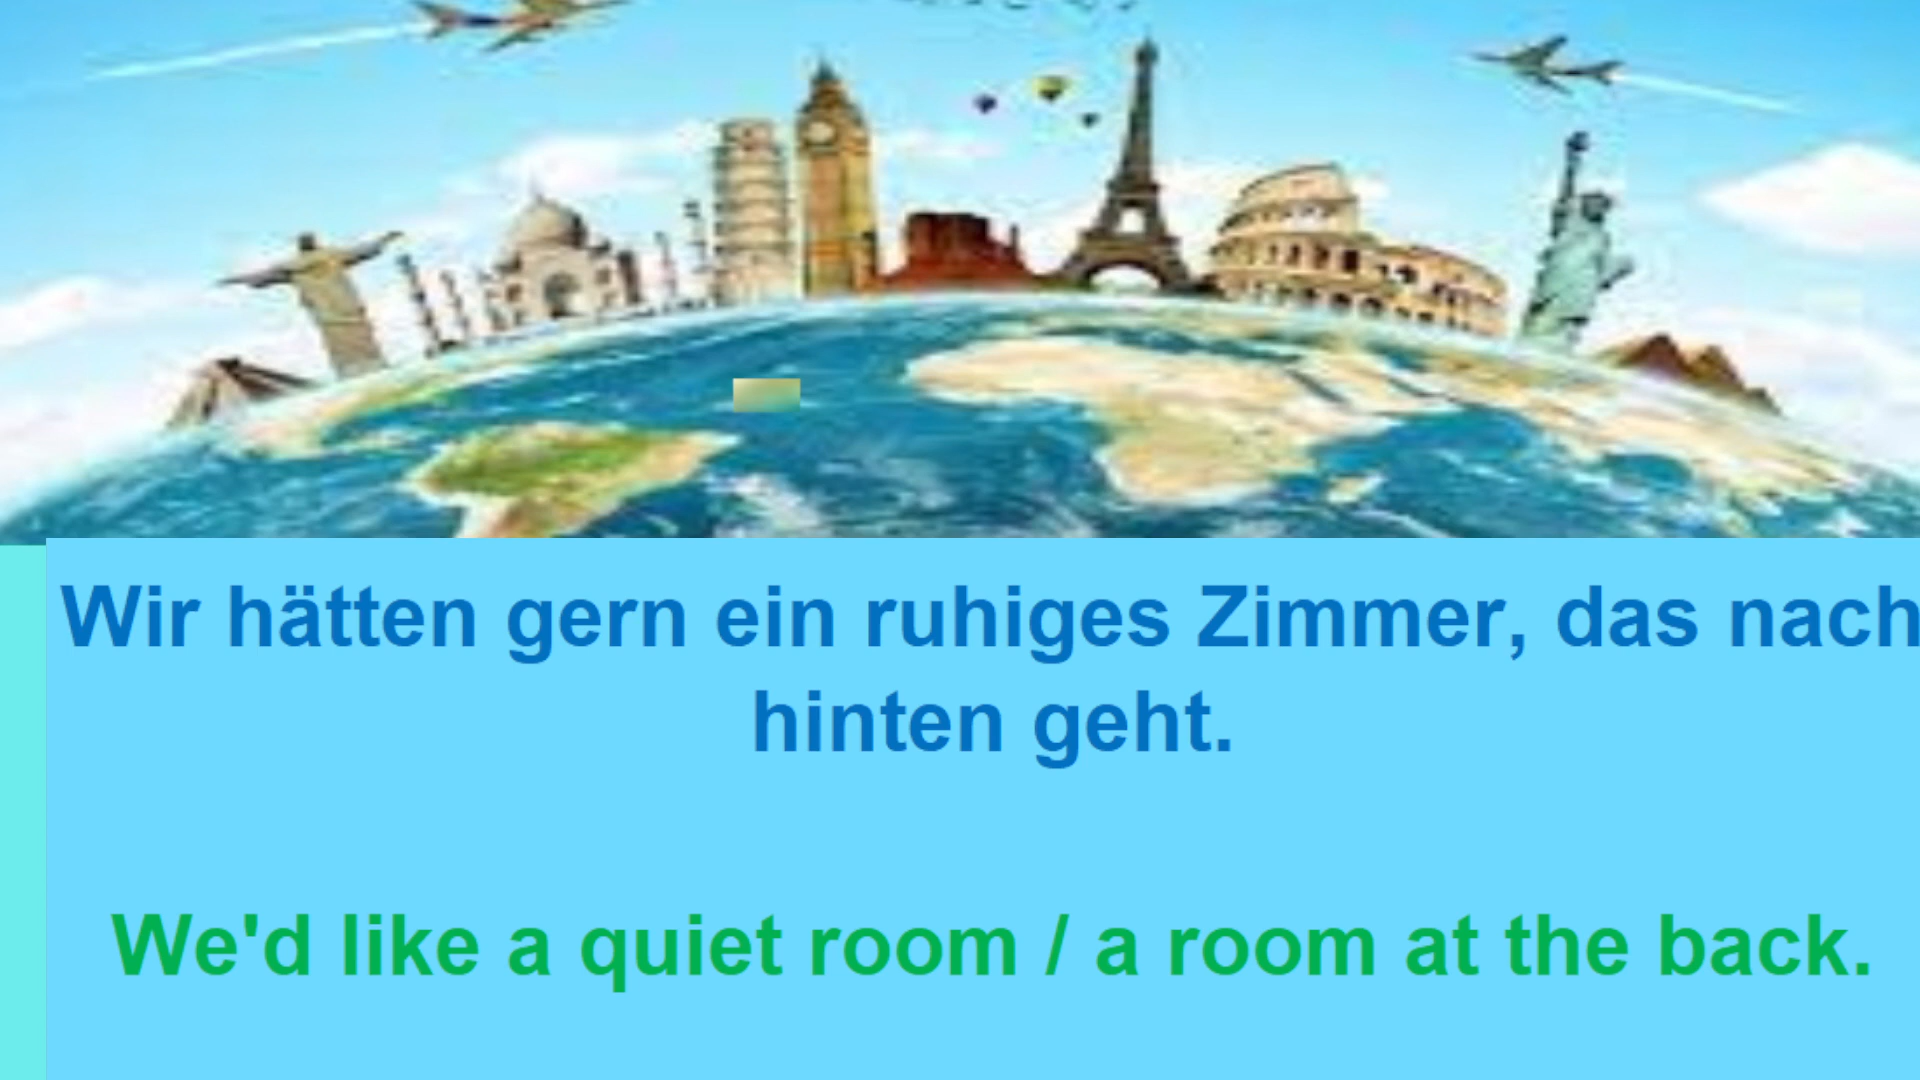 Wir hätten gern ein ruhiges Zimmer, das nach
hinten geht.
We'd like a quiet room / a room at the back.